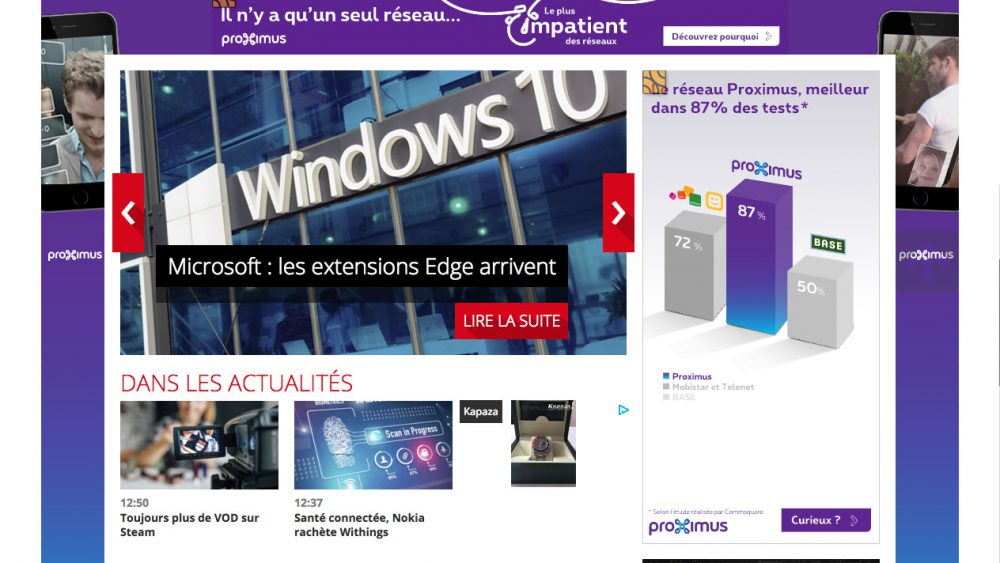 Il n'y a qu'un seul réseau...
proximus
Le plus
impatient
des réseaux
Découvrez pourquoi
Windows 10
Microsoft : les extensions Edge arrivent
LIRE LA SUITE
Le réseau Proximus, meilleur
dans 87% des tests*
proximus
87 %
72 %
BASE
50%
Proximus
Mobistar et Telenet
BASE
* Selon l'étude réalisée par Commsquare
proximus
Curieux ?
proximus
proximus
DANS LES ACTUALITÉS
Scan in Progress
Kapaza
12:50
Toujours plus de VOD sur
Steam
12:37
Santé connectée, Nokia
rachète Withings